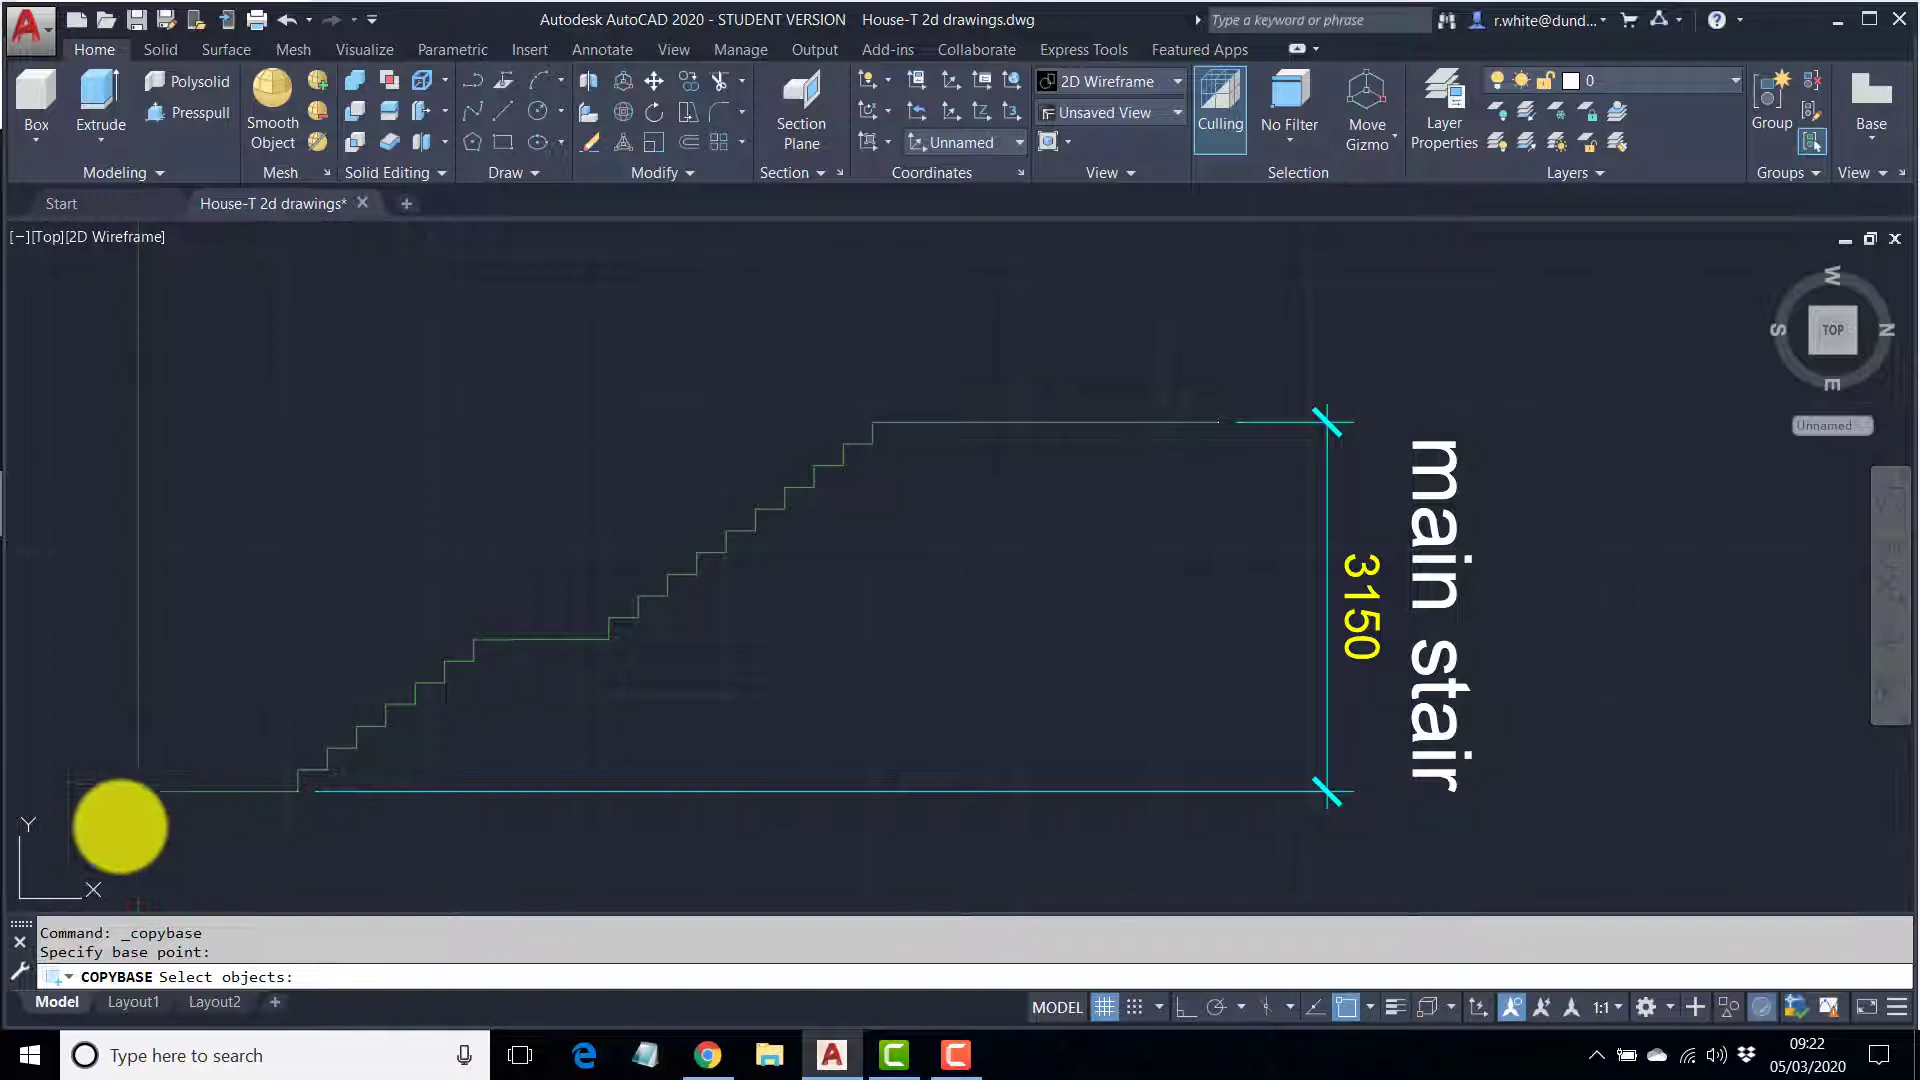 Autodesk AutoCAD 2020 - STUDENT VERSION House-T 2d drawings.dwg
Type a keyword or phrase
r.white@dund...
Home Solid Surface Mesh Visualize Parametric Insert Annotate View Manage Output Add-ins Collaborate Express Tools Featured Apps
Box
Extrude
Polysolid
Presspull
Smooth
Object
Section
Plane
Unnamed
2D Wireframe
Unsaved View
Culling
No Filter
Move
Gizmo
Layer
Properties
0
Group
Base
Modeling Mesh Solid Editing Draw Modify Section Coordinates View Selection Layers Groups View
Start
House-T 2d drawings*
[−][Top][2D Wireframe]
W
S TOP N
E
Unnamed
3150
main stair
Y
X
Command: _copybase
Specify base point:
COPYBASE Select objects:
Model Layout1 Layout2
MODEL
1:1
Type here to search
09:22
05/03/2020